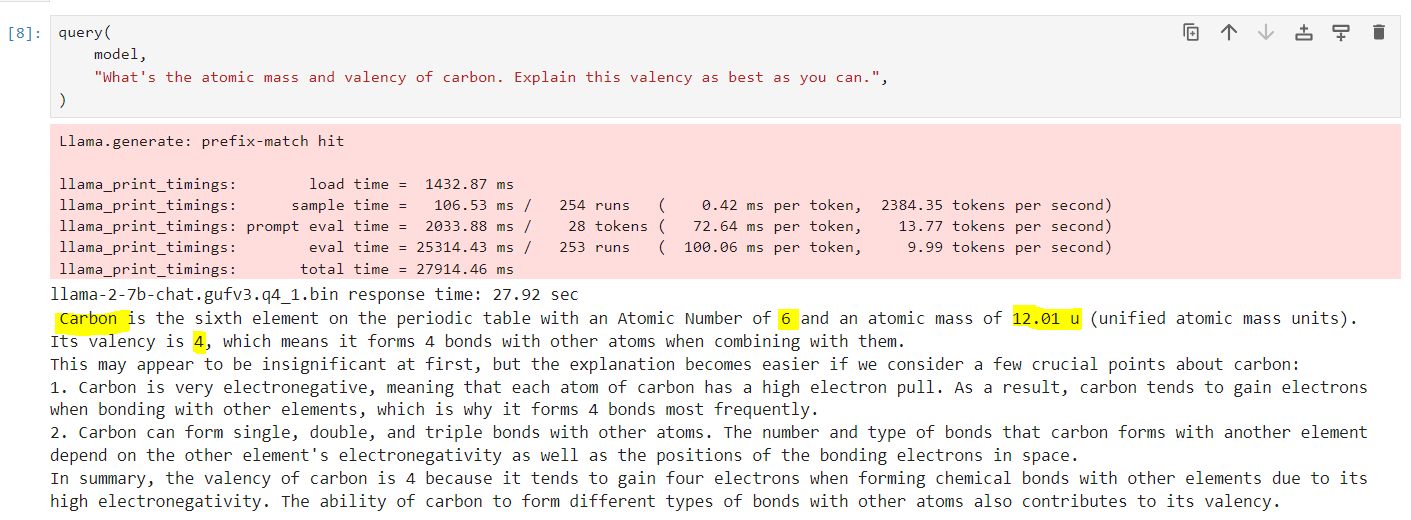 [8]: query(
    model,
    "What's the atomic mass and valency of carbon. Explain this valency as best as you can.",
)
Llama.generate: prefix-match hit
llama_print_timings:        load time =  1432.87 ms
llama_print_timings:      sample time =   106.53 ms /   254 runs   (    0.42 ms per token,  2384.35 tokens per second)
llama_print_timings: prompt eval time =  2033.88 ms /    28 tokens (   72.64 ms per token,    13.77 tokens per second)
llama_print_timings:        eval time = 25314.43 ms /   253 runs   (  100.06 ms per token,     9.99 tokens per second)
llama_print_timings:       total time = 27914.46 ms
llama-2-7b-chat.gufv3.q4_1.bin response time: 27.92 sec
Carbon is the sixth element on the periodic table with an Atomic Number of 6 and an atomic mass of 12.01 u (unified atomic mass units).
Its valency is 4, which means it forms 4 bonds with other atoms when combining with them.
This may appear to be insignificant at first, but the explanation becomes easier if we consider a few crucial points about carbon:
1. Carbon is very electronegative, meaning that each atom of carbon has a high electron pull. As a result, carbon tends to gain electrons
when bonding with other elements, which is why it forms 4 bonds most frequently.
2. Carbon can form single, double, and triple bonds with other atoms. The number and type of bonds that carbon forms with another element
depend on the other element's electronegativity as well as the positions of the bonding electrons in space.
In summary, the valency of carbon is 4 because it tends to gain four electrons when forming chemical bonds with other elements due to its
high electronegativity. The ability of carbon to form different types of bonds with other atoms also contributes to its valency.